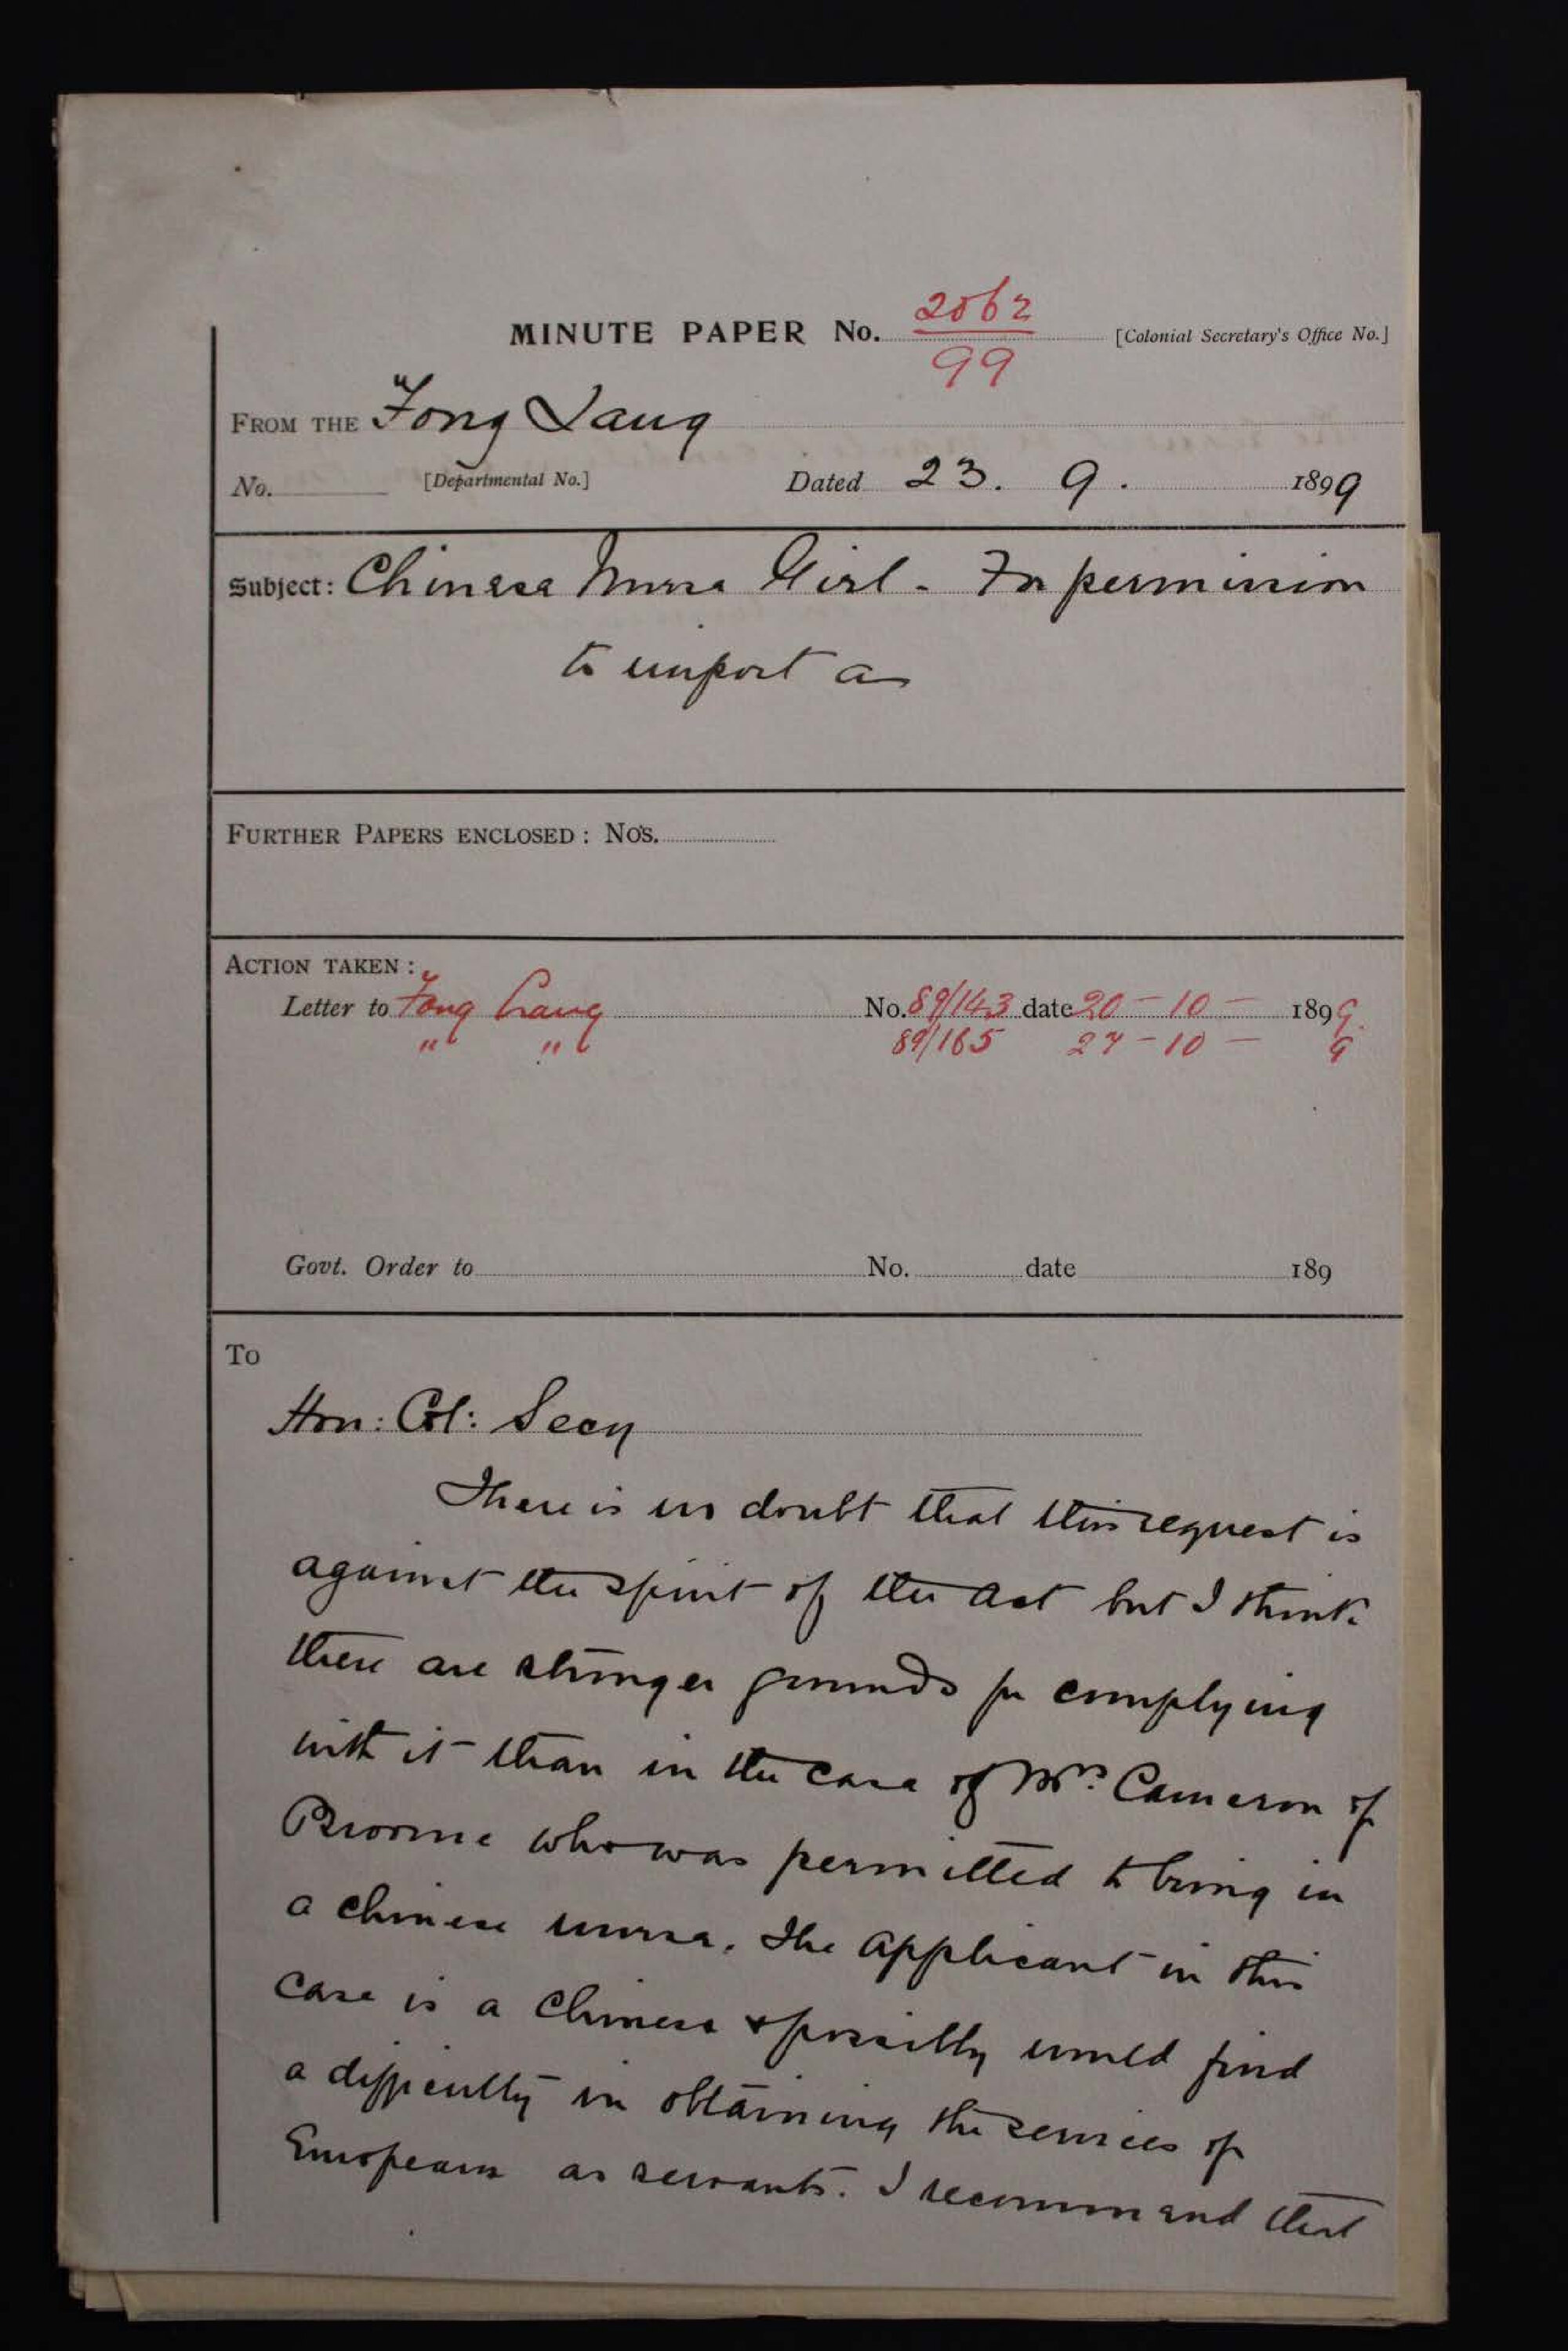 MINUTE PAPER No. 2062/99 [Colonial Secretary's Office No.]
FROM THE Fong Lang
No. [Departmental No.] Dated 23. 9. 1899
Subject: Chinese Nurse Girl - For permission
to import a
FURTHER PAPERS ENCLOSED: NOS.
ACTION TAKEN:
Letter to Fong Lang No. 89/143 date 20-10- 1899.
" " 89/165 27-10- 9
Govt. Order to No. date 189
To
Hon: Col: Secy
There is no doubt that this request is
against the spirit of the Act but I think
there are stronger grounds for complying
with it than in the case of Mrs. Cameron of
Broome who was permitted to bring in
a chinese nurse. The applicant in this
case is a Chinese & possibly would find
a difficulty in obtaining the services of
Europeans as servants. I recommend that